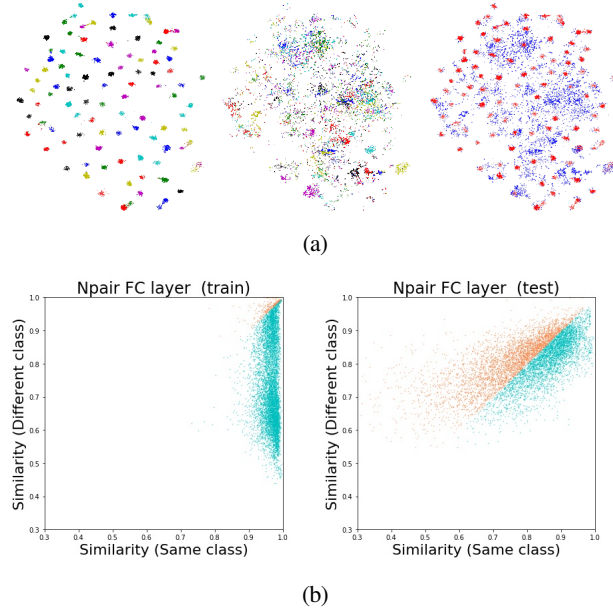 (a)
Npair FC layer (train)
Similarity (Different class)
1.0
0.9
0.8
0.7
0.6
0.5
0.4
0.3
0.3 0.4 0.5 0.6 0.7 0.8 0.9 1.0
Similarity (Same class)
Npair FC layer (test)
Similarity (Different class)
1.0
0.9
0.8
0.7
0.6
0.5
0.4
0.3
0.3 0.4 0.5 0.6 0.7 0.8 0.9 1.0
Similarity (Same class)
(b)